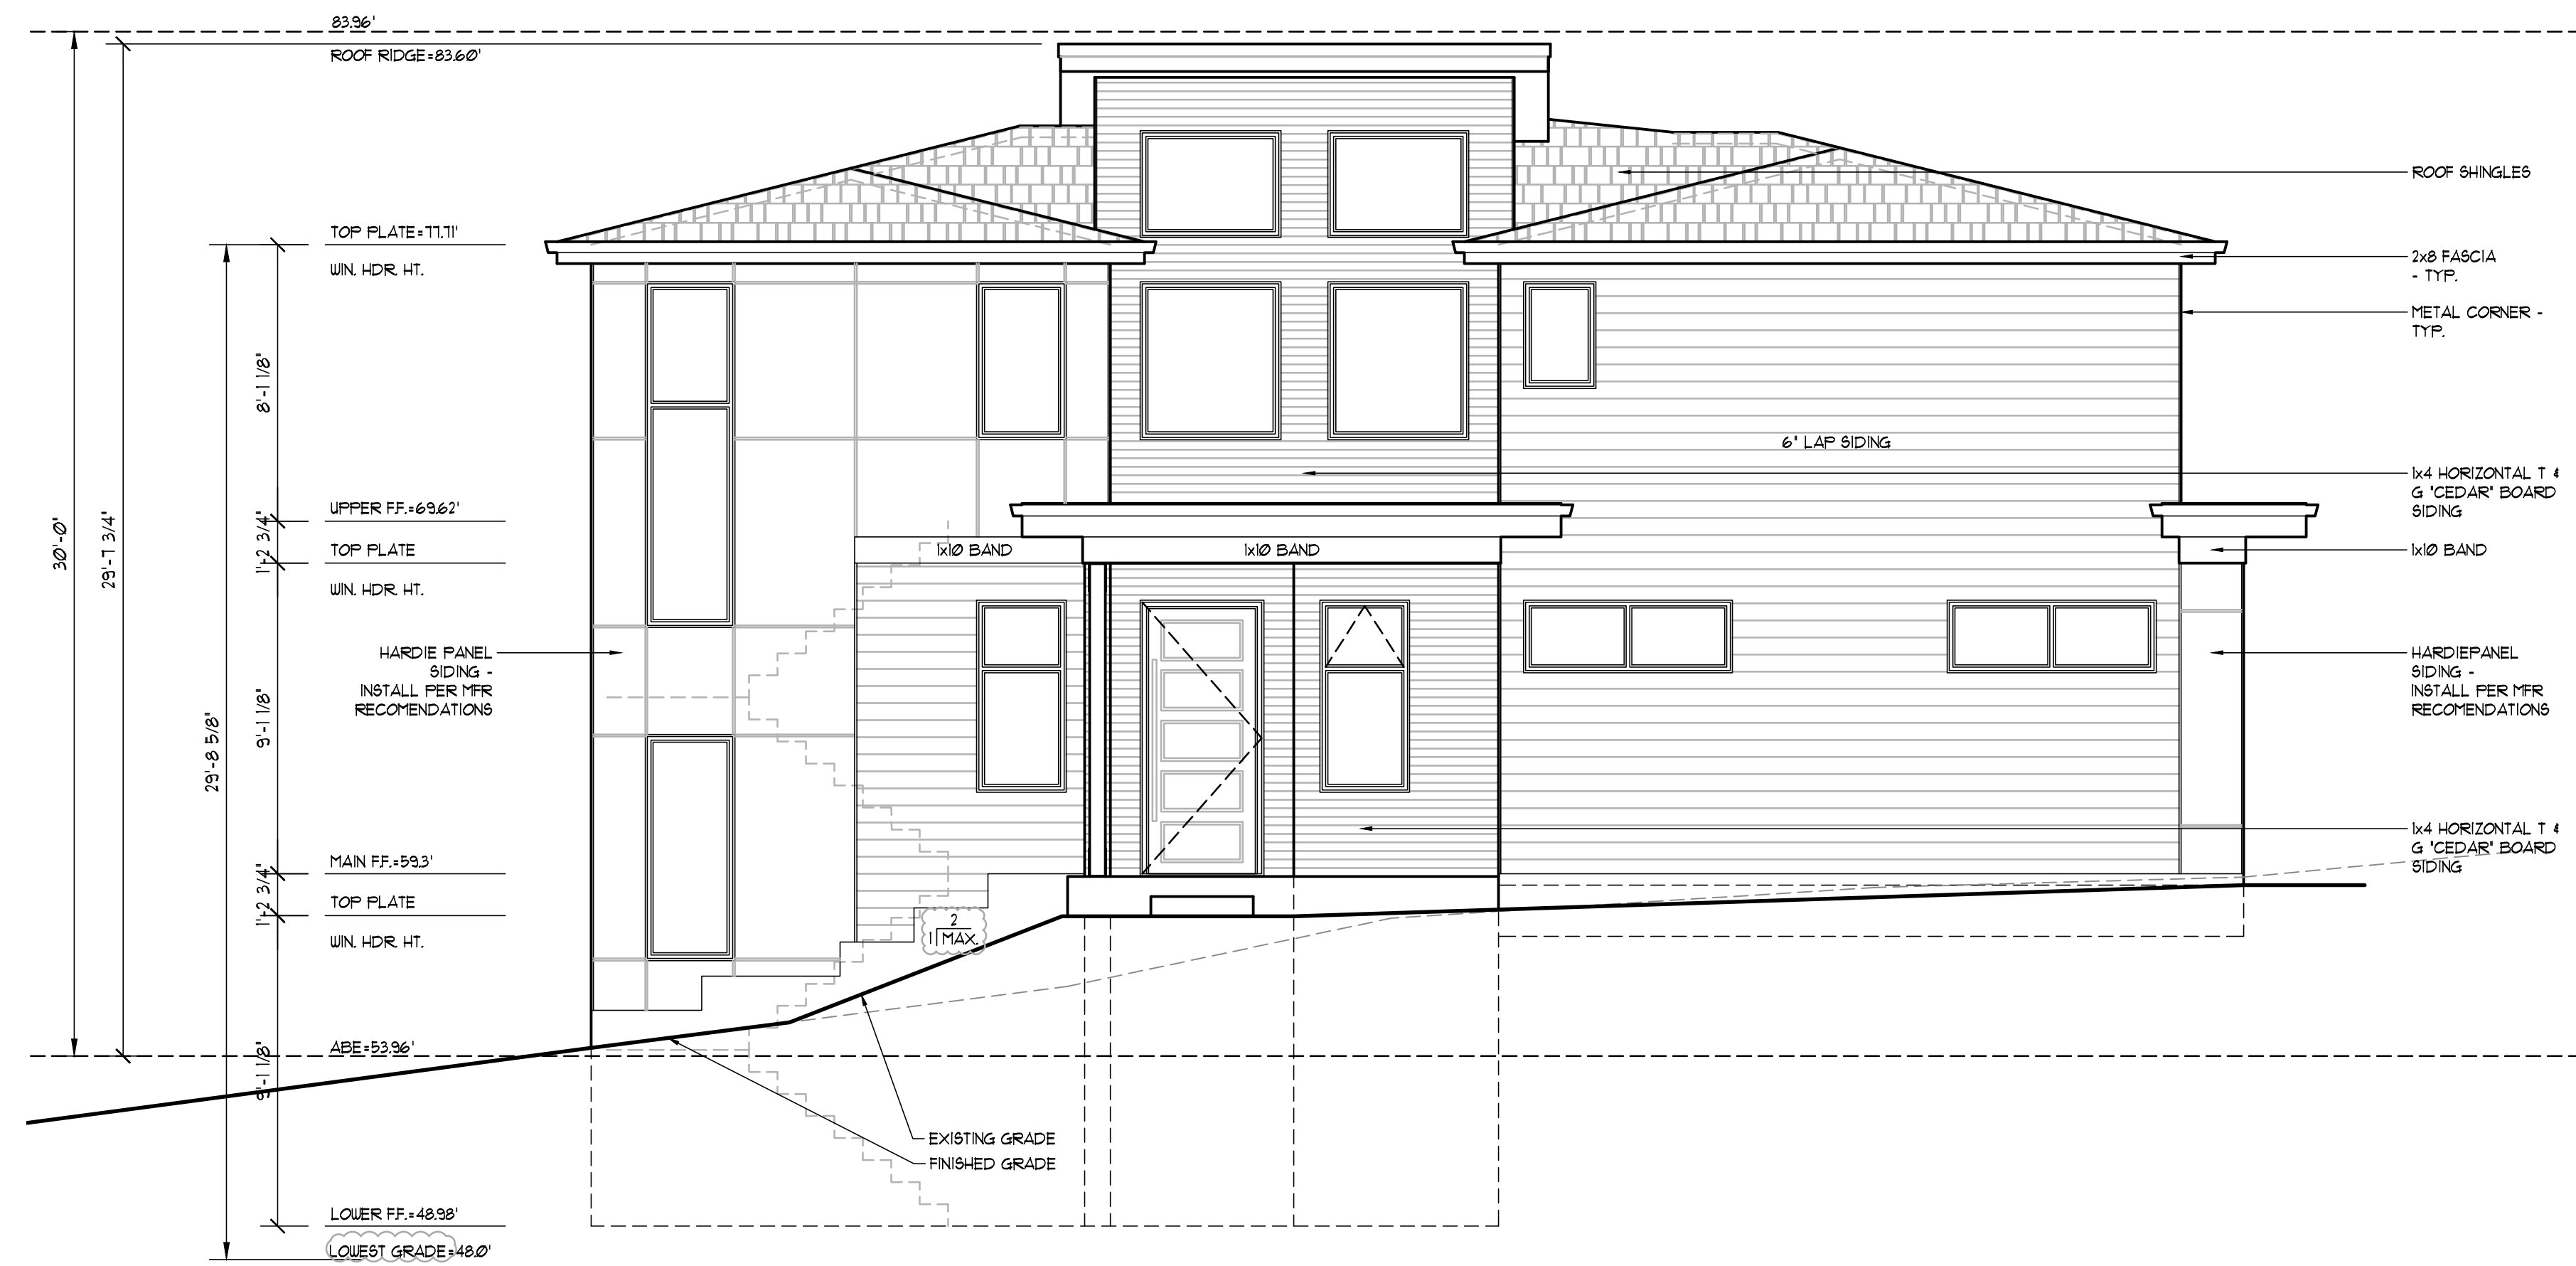 83.96'
ROOF RIDGE=83.60'
TOP PLATE=77.71'
WIN. HDR. HT.
8'-1 1/8"
UPPER F.F.=69.62'
1'-2 3/4"
TOP PLATE
WIN. HDR. HT.
30'-0"
29'-7 3/4"
29'-8 5/8"
9'-1 1/8"
HARDIE PANEL
SIDING -
INSTALL PER MFR
RECOMENDATIONS
MAIN F.F.=59.3'
1'-2 3/4"
TOP PLATE
WIN. HDR. HT.
ABE=53.96'
9'-1 1/8"
LOWER F.F.=48.98'
LOWEST GRADE=48.0'
1x10 BAND
1x10 BAND
6" LAP SIDING
2
1 MAX.
EXISTING GRADE
FINISHED GRADE
ROOF SHINGLES
2x8 FASCIA
- TYP.
METAL CORNER -
TYP.
1x4 HORIZONTAL T &
G "CEDAR" BOARD
SIDING
1x10 BAND
HARDIEPANEL
SIDING -
INSTALL PER MFR
RECOMENDATIONS
1x4 HORIZONTAL T &
G "CEDAR" BOARD
SIDING